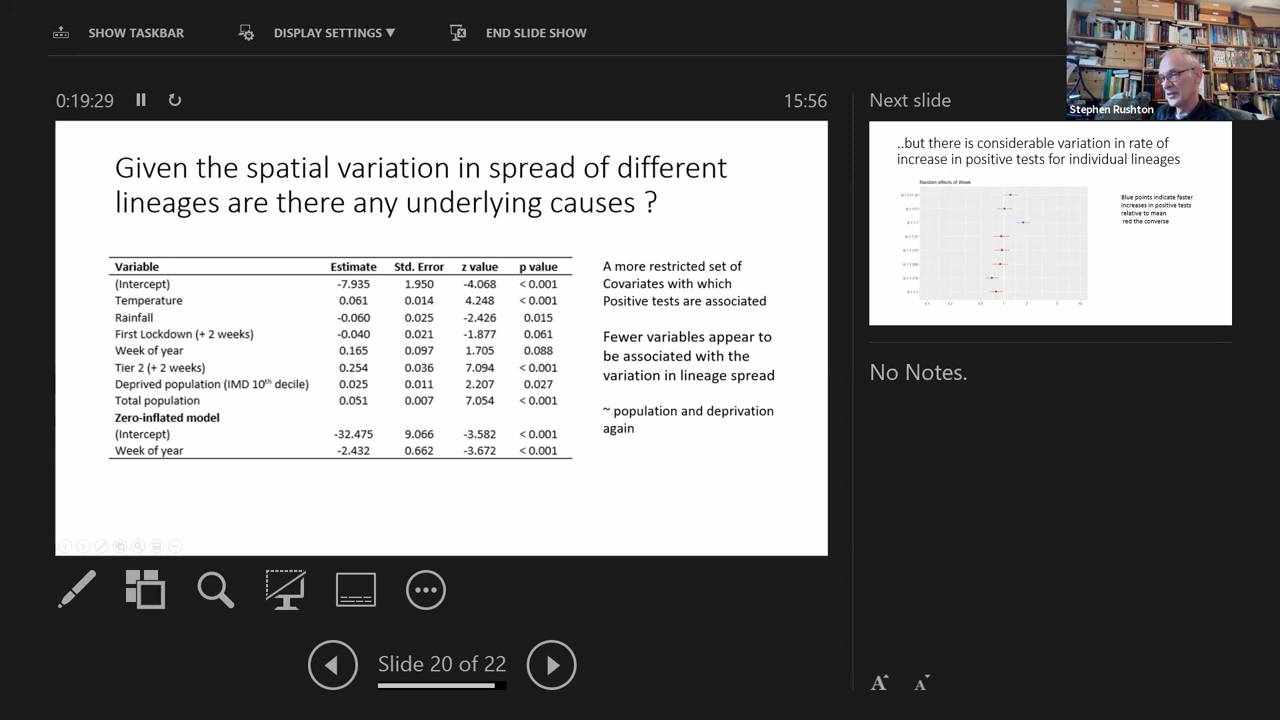 SHOW TASKBAR DISPLAY SETTINGS ▼ END SLIDE SHOW
Stephen Rushton
0:19:29 15:56
Given the spatial variation in spread of different
lineages are there any underlying causes ?
Variable Estimate Std. Error z value p value
(Intercept) -7.935 1.950 -4.068 < 0.001
Temperature 0.061 0.014 4.248 < 0.001
Rainfall -0.060 0.025 -2.426 0.015
First Lockdown (+ 2 weeks) -0.040 0.021 -1.877 0.061
Week of year 0.165 0.097 1.705 0.088
Tier 2 (+ 2 weeks) 0.254 0.036 7.094 < 0.001
Deprived population (IMD 10th decile) 0.025 0.011 2.207 0.027
Total population 0.051 0.007 7.054 < 0.001
Zero-inflated model
(Intercept) -32.475 9.066 -3.582 < 0.001
Week of year -2.432 0.662 -3.672 < 0.001
A more restricted set of
Covariates with which
Positive tests are associated
Fewer variables appear to
be associated with the
variation in lineage spread
~ population and deprivation
again
Slide 20 of 22
Next slide
..but there is considerable variation in rate of
increase in positive tests for individual lineages
Random effects of Week
Blue points indicate faster
increases in positive tests
relative to mean
red the converse
No Notes.
A A